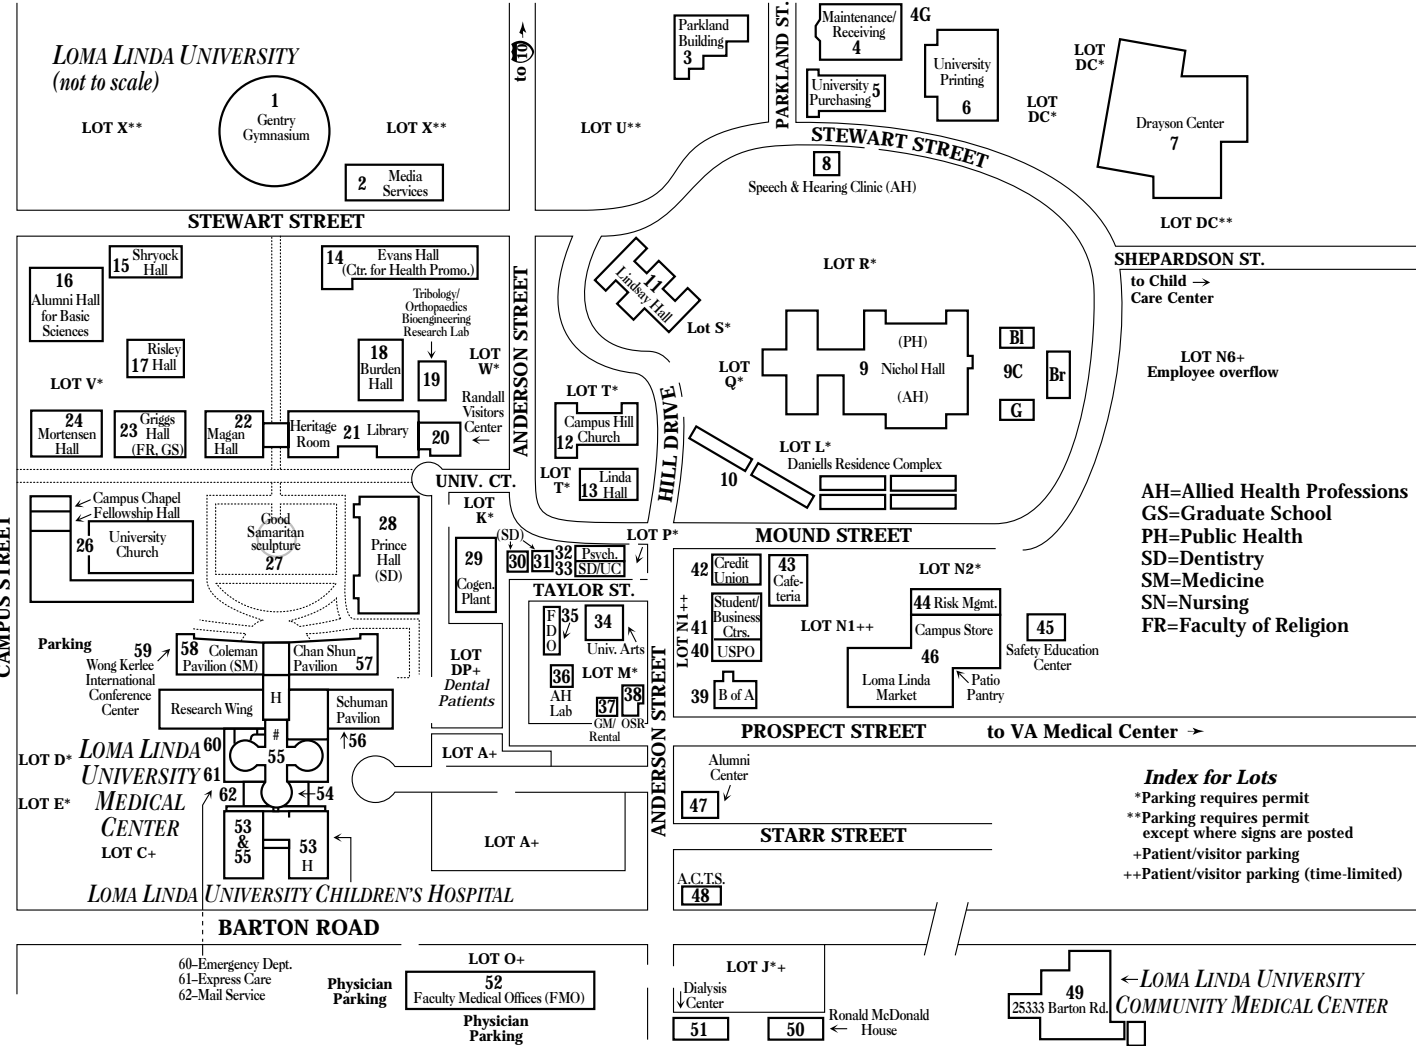 LOMA LINDA UNIVERSITY
(not to scale)
1
Gentry
Gymnasium
LOT X**
LOT X**
2
Media
Services
to 10 →
Parkland
Building
3
LOT U**
PARKLAND ST.
Maintenance/
Receiving
4
4G
University
Purchasing
5
University
Printing
6
LOT
DC*
LOT
DC*
Drayson Center
7
LOT DC**
STEWART STREET
8
Speech & Hearing Clinic (AH)
STEWART STREET
SHEPARDSON ST.
to Child →
Care Center
LOT N6+
Employee overflow
15
Shryock
Hall
16
Alumni Hall
for Basic
Sciences
14
Evans Hall
(Ctr. for Health Promo.)
Tribology/
Orthopaedics
Bioengineering
Research Lab
Risley
17 Hall
LOT V*
18
Burden
Hall
19
LOT
W*
Randall
Visitors
Center
24
Mortensen
Hall
23
Griggs
Hall
(FR, GS)
22
Magan
Hall
Heritage
Room
21
Library
20
ANDERSON STREET
11
Lindsay Hall
Lot S*
LOT R*
LOT
Q*
(PH)
9 Nichol Hall
(AH)
Bl
9C
Br
G
LOT T*
Campus Hill
Church
12
LOT
T*
13
Linda
Hall
HILL DRIVE
LOT L*
Daniells Residence Complex
10
AH=Allied Health Professions
GS=Graduate School
PH=Public Health
SD=Dentistry
SM=Medicine
SN=Nursing
FR=Faculty of Religion
CAMPUS STREET
Campus Chapel
Fellowship Hall
26
University
Church
Good
Samaritan
sculpture
27
28
Prince
Hall
(SD)
UNIV. CT.
LOT
K*
29
Cogen.
Plant
(SD)
30
31
32
Psych.
33
SD/UC
LOT P*
MOUND STREET
TAYLOR ST.
F
D
O
35
34
Univ. Arts
36
AH
Lab
LOT M*
37
GM/
Rental
38
OSR
LOT
DP+
Dental
Patients
42
Credit
Union
43
Cafe-
teria
LOT N1++
41
Student/
Business
Ctrs.
40
USPO
39
B of A
LOT N1++
LOT N2*
44 Risk Mgmt.
Campus Store
46
Loma Linda
Market
Patio
Pantry
45
Safety Education
Center
Parking
59
Wong Kerlee
International
Conference
Center
58
Coleman
Pavilion (SM)
Chan Shun
Pavilion
57
Research Wing
H
Schuman
Pavilion
56
#
55
60
61
62
54
LOT D*
LOT E*
LOMA LINDA
UNIVERSITY
MEDICAL
CENTER
LOT C+
53
&
55
53
H
LOT A+
LOT A+
LOMA LINDA UNIVERSITY CHILDREN'S HOSPITAL
ANDERSON STREET
PROSPECT STREET
to VA Medical Center →
Alumni
Center
47
STARR STREET
A.C.T.S.
48
Index for Lots
*Parking requires permit
**Parking requires permit
except where signs are posted
+Patient/visitor parking
++Patient/visitor parking (time-limited)
BARTON ROAD
60–Emergency Dept.
61–Express Care
62–Mail Service
Physician
Parking
LOT O+
52
Faculty Medical Offices (FMO)
Physician
Parking
LOT J*+
Dialysis
Center
51
50
Ronald McDonald
House
49
25333 Barton Rd.
LOMA LINDA UNIVERSITY
COMMUNITY MEDICAL CENTER